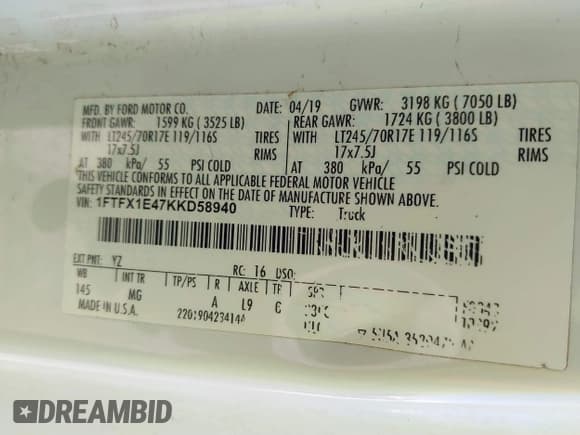 MFD. BY FORD MOTOR CO.
DATE: 04/19 GVWR: 3198 KG ( 7050 LB)
FRONT GAWR: 1599 KG ( 3525 LB) REAR GAWR: 1724 KG ( 3800 LB)
WITH LT245/70R17E 119/116S TIRES WITH LT245/70R17E 119/116S TIRES
17x7.5J RIMS 17x7.5J RIMS
AT 380 kPa/ 55 PSI COLD AT 380 kPa/ 55 PSI COLD
THIS VEHICLE CONFORMS TO ALL APPLICABLE FEDERAL MOTOR VEHICLE
SAFETY STANDARDS IN EFFECT ON THE DATE OF MANUFACTURE SHOWN ABOVE.
VIN: 1FTFX1E47KKD58940 TYPE: Truck
EXT PNT: YZ RC: 16 DSO:
WB INT TR TP/PS R AXLE TR SPR
145 MG A L9
MADE IN U.S.A.
DREAMBID